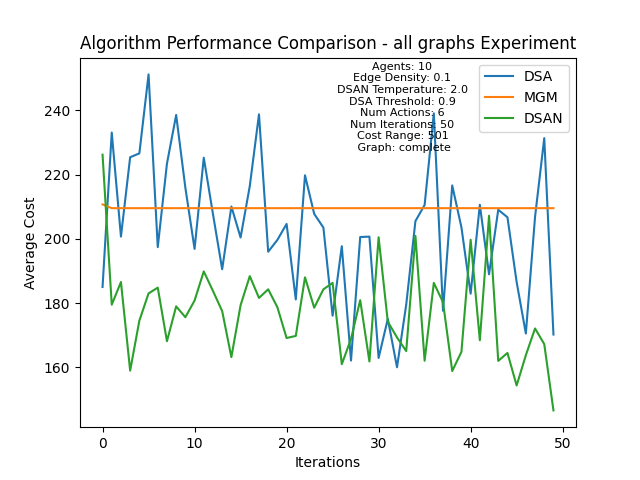 Algorithm Performance Comparison - all graphs Experiment
Agents: 10
Edge Density: 0.1
DSAN Temperature: 2.0
DSA Threshold: 0.9
Num Actions: 6
Num Iterations: 50
Cost Range: 501
Graph: complete
DSA
MGM
DSAN
Average Cost
240
220
200
180
160
0 10 20 30 40 50
Iterations